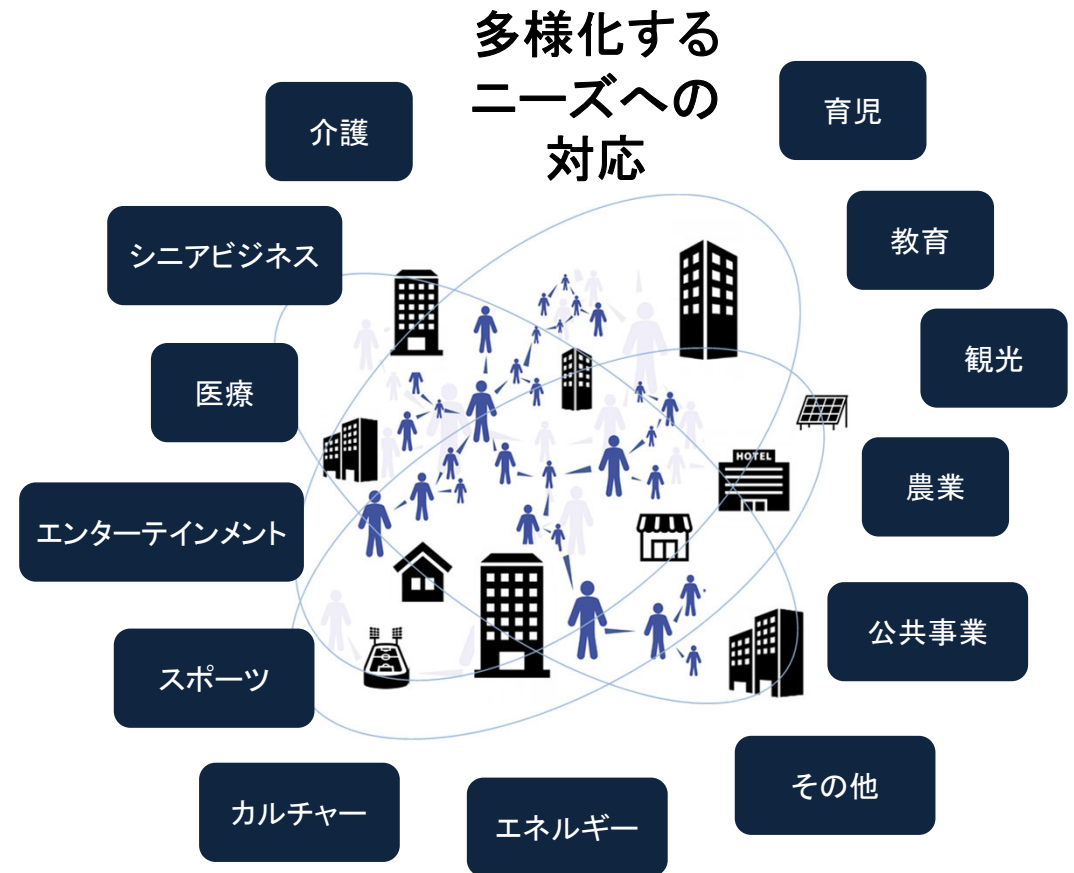 多様化する
ニーズへの
対応
介護
育児
シニアビジネス
教育
観光
医療
HOTEL
農業
エンターテインメント
公共事業
スポーツ
その他
カルチャー
エネルギー